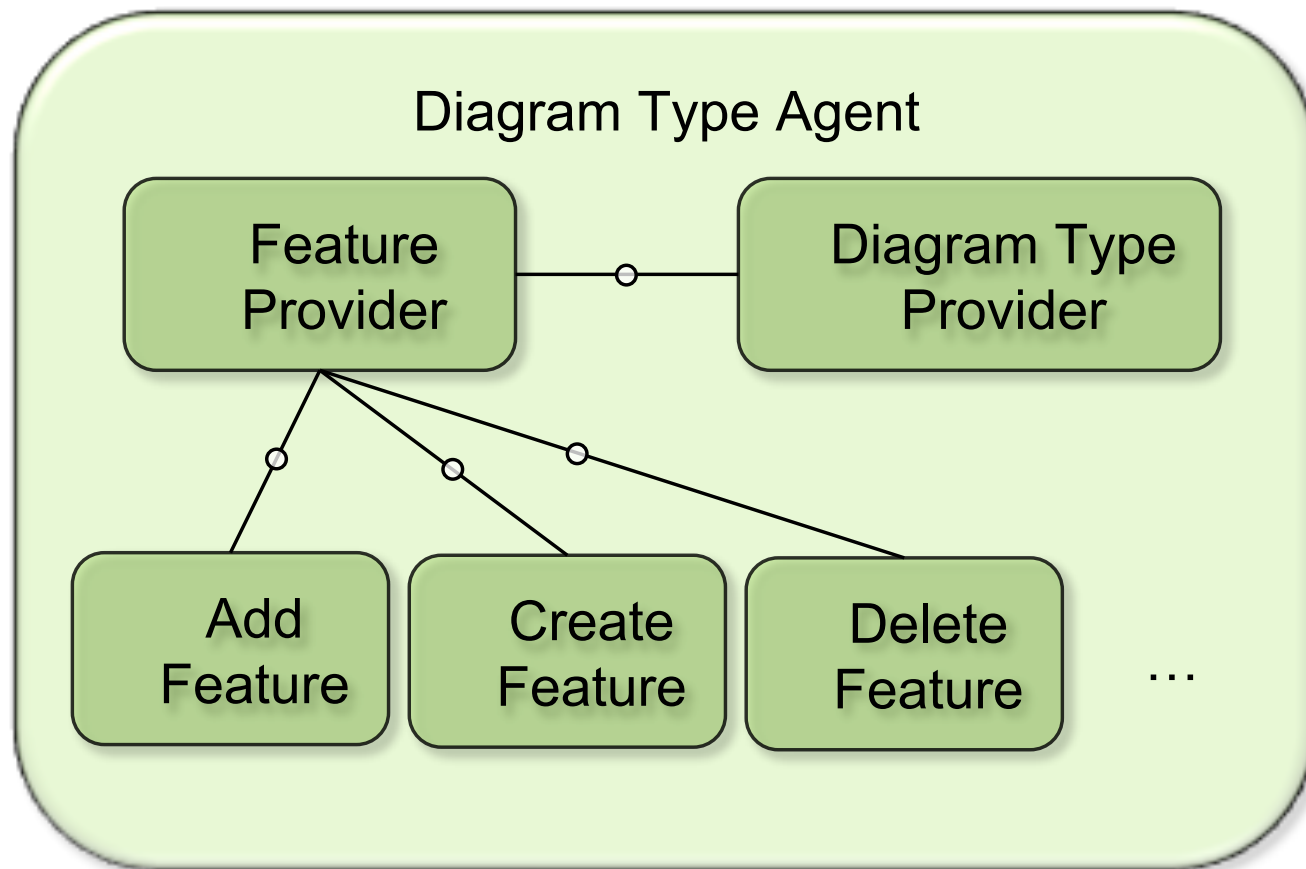 Diagram Type Agent
Feature
Provider
Diagram Type
Provider
Add
Feature
Create
Feature
Delete
Feature
…